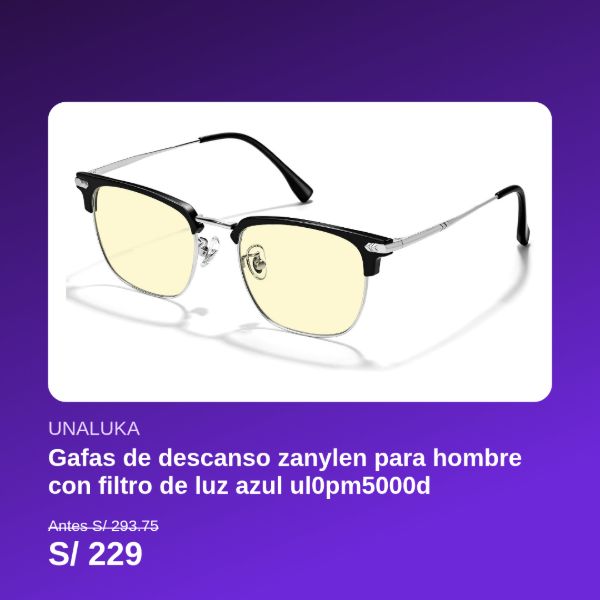 UNALUKA
Gafas de descanso zanylen para hombre
con filtro de luz azul ul0pm5000d
Antes S/ 293.75
S/ 229